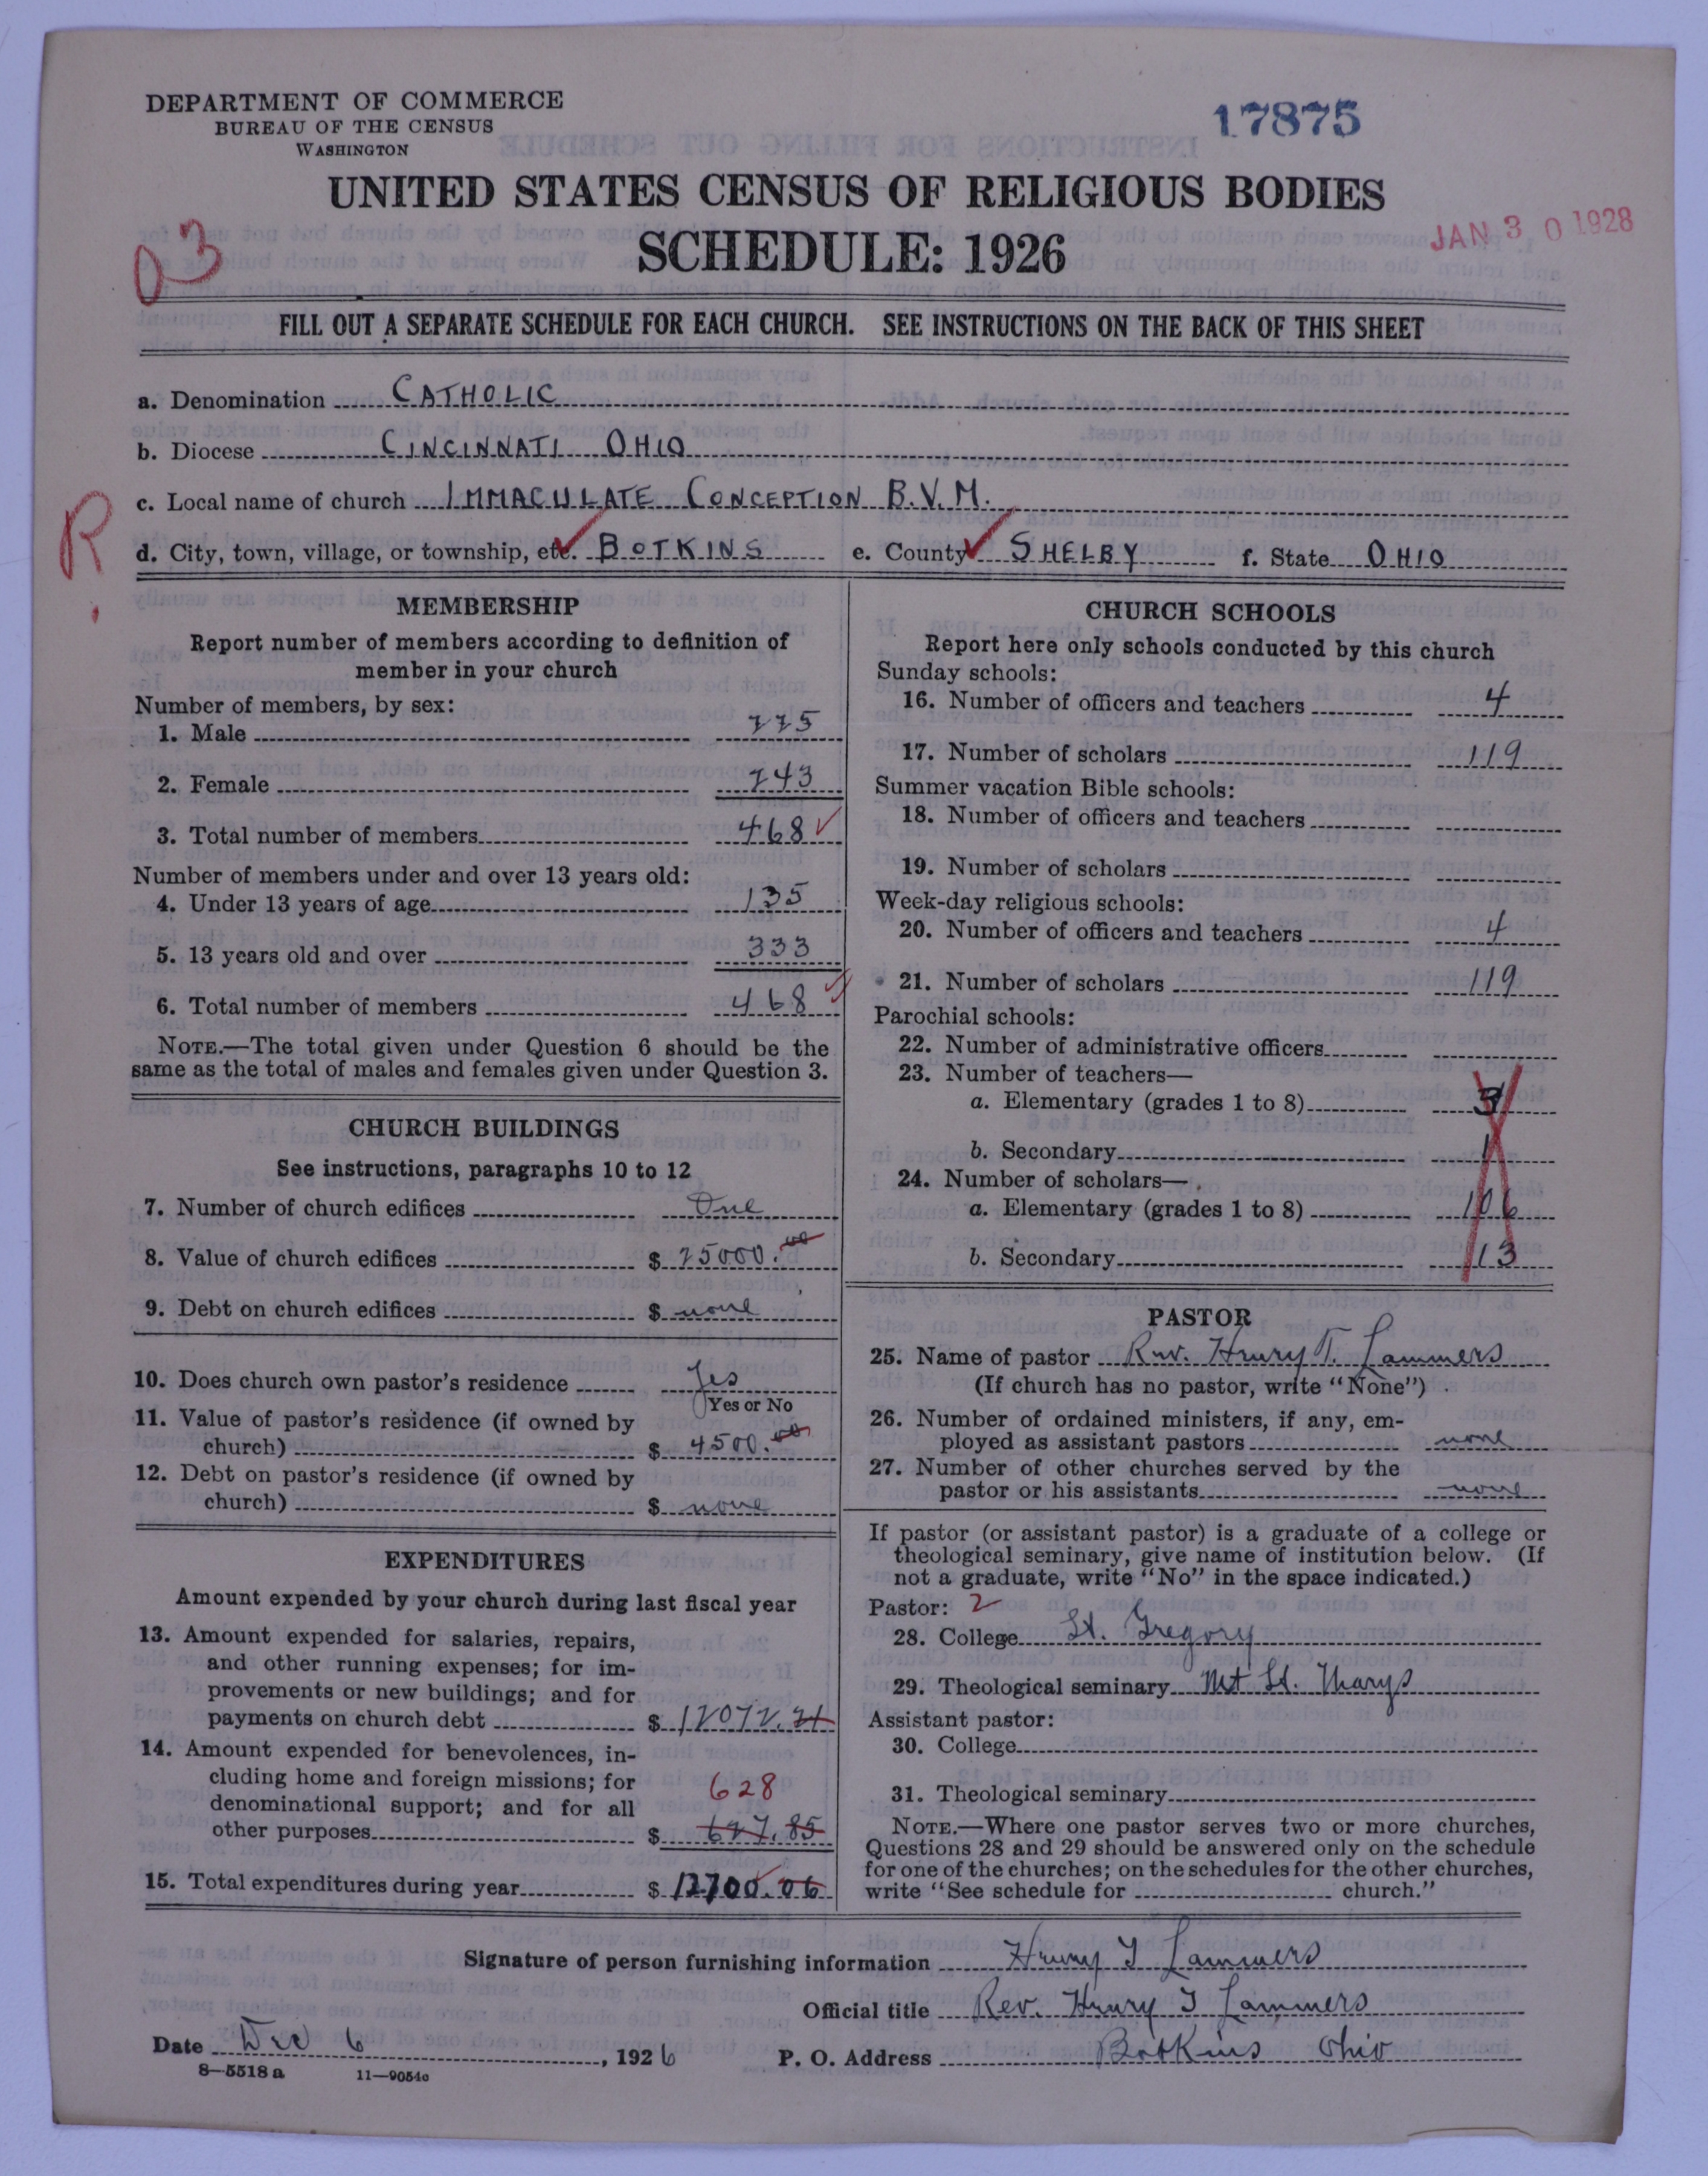 DEPARTMENT OF COMMERCE
BUREAU OF THE CENSUS
WASHINGTON
17875
UNITED STATES CENSUS OF RELIGIOUS BODIES
SCHEDULE: 1926
JAN 30 1928
03
FILL OUT A SEPARATE SCHEDULE FOR EACH CHURCH. SEE INSTRUCTIONS ON THE BACK OF THIS SHEET
a. Denomination CATHOLIC
b. Diocese CINCINNATI OHIO
c. Local name of church IMMACULATE CONCEPTION B.V.M.
R
d. City, town, village, or township, etc. BOTKINS e. County SHELBY f. State OHIO
MEMBERSHIP
Report number of members according to definition of
member in your church
Number of members, by sex:
1. Male 225
2. Female 243
3. Total number of members 468
Number of members under and over 13 years old:
4. Under 13 years of age 135
5. 13 years old and over 333
6. Total number of members 468
NOTE.—The total given under Question 6 should be the
same as the total of males and females given under Question 3.
CHURCH BUILDINGS
See instructions, paragraphs 10 to 12
7. Number of church edifices One
8. Value of church edifices $ 25000.00
9. Debt on church edifices $ none
10. Does church own pastor's residence Yes
Yes or No
11. Value of pastor's residence (if owned by
church) $ 4500.00
12. Debt on pastor's residence (if owned by
church) $ none
EXPENDITURES
Amount expended by your church during last fiscal year
13. Amount expended for salaries, repairs,
and other running expenses; for im-
provements or new buildings; and for
payments on church debt $ 12072.21
14. Amount expended for benevolences, in-
cluding home and foreign missions; for
denominational support; and for all
628
other purposes $ 627.85
15. Total expenditures during year $ 12700.06
CHURCH SCHOOLS
Report here only schools conducted by this church
Sunday schools:
16. Number of officers and teachers 4
17. Number of scholars 119
Summer vacation Bible schools:
18. Number of officers and teachers
19. Number of scholars
Week-day religious schools:
20. Number of officers and teachers 4
21. Number of scholars 119
Parochial schools:
22. Number of administrative officers
23. Number of teachers—
a. Elementary (grades 1 to 8)
b. Secondary 1
24. Number of scholars—
a. Elementary (grades 1 to 8) 106
b. Secondary 13
PASTOR
25. Name of pastor Rev. Henry T. Lammers
(If church has no pastor, write "None")
26. Number of ordained ministers, if any, em-
ployed as assistant pastors none
27. Number of other churches served by the
pastor or his assistants none
If pastor (or assistant pastor) is a graduate of a college or
theological seminary, give name of institution below. (If
not a graduate, write "No" in the space indicated.)
Pastor: 2
28. College St. Gregory
29. Theological seminary Mt St. Marys
Assistant pastor:
30. College
31. Theological seminary
NOTE.—Where one pastor serves two or more churches,
Questions 28 and 29 should be answered only on the schedule
for one of the churches; on the schedules for the other churches,
write "See schedule for church."
Signature of person furnishing information Henry T Lammers
Official title Rev. Henry T Lammers
Date Dec 6, 1926 P. O. Address Botkins Ohio
8—5518 a 11—9054c